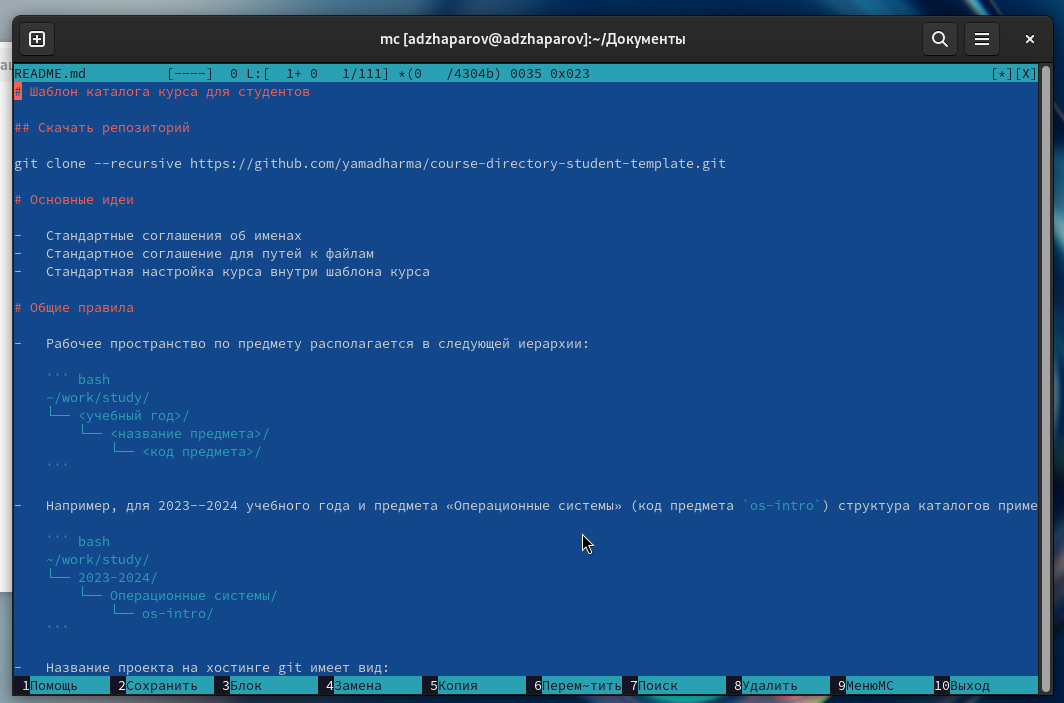 mc [adzhaparov@adzhaparov]:~/Документы
README.md [----] 0 L:[ 1+ 0 1/111] *(0 /4304b) 0035 0x023 [*][X]
# Шаблон каталога курса для студентов
## Скачать репозиторий
git clone --recursive https://github.com/yamadharma/course-directory-student-template.git
# Основные идеи
- Стандартные соглашения об именах
- Стандартное соглашение для путей к файлам
- Стандартная настройка курса внутри шаблона курса
# Общие правила
- Рабочее пространство по предмету располагается в следующей иерархии:
``` bash
~/work/study/
└── <учебный год>/
└── <название предмета>/
└── <код предмета>/
```
- Например, для 2023--2024 учебного года и предмета «Операционные системы» (код предмета `os-intro`) структура каталогов приме
``` bash
~/work/study/
└── 2023-2024/
└── Операционные системы/
└── os-intro/
```
- Название проекта на хостинге git имеет вид:
1Помощь 2Сохранить 3Блок 4Замена 5Копия 6Перем~тить 7Поиск 8Удалить 9МенюMC 10Выход